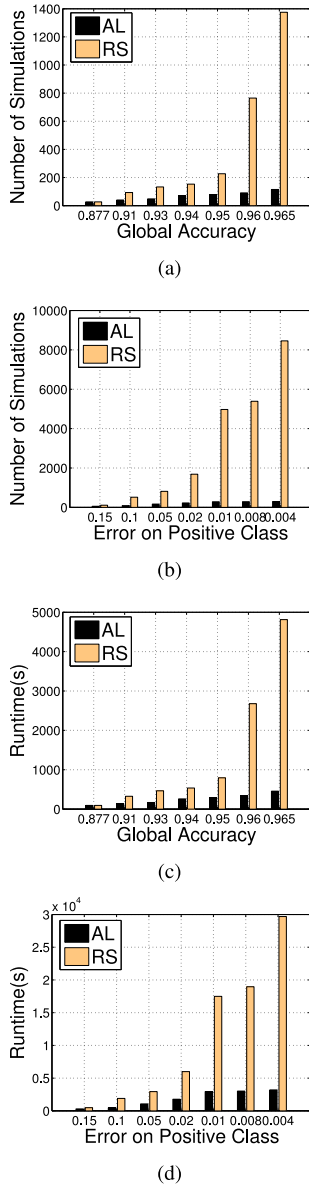 1400
1200
1000
800
600
400
200
0
Number of Simulations
AL
RS
0.877 0.91 0.93 0.94 0.95 0.96 0.965
Global Accuracy
(a)
10000
8000
6000
4000
2000
0
Number of Simulations
AL
RS
0.15 0.1 0.05 0.02 0.01 0.008 0.004
Error on Positive Class
(b)
5000
4000
3000
2000
1000
0
Runtime(s)
AL
RS
0.877 0.91 0.93 0.94 0.95 0.96 0.965
Global Accuracy
(c)
x 10^4
3
2.5
2
1.5
1
0.5
0
Runtime(s)
AL
RS
0.15 0.1 0.05 0.02 0.01 0.008 0.004
Error on Positive Class
(d)